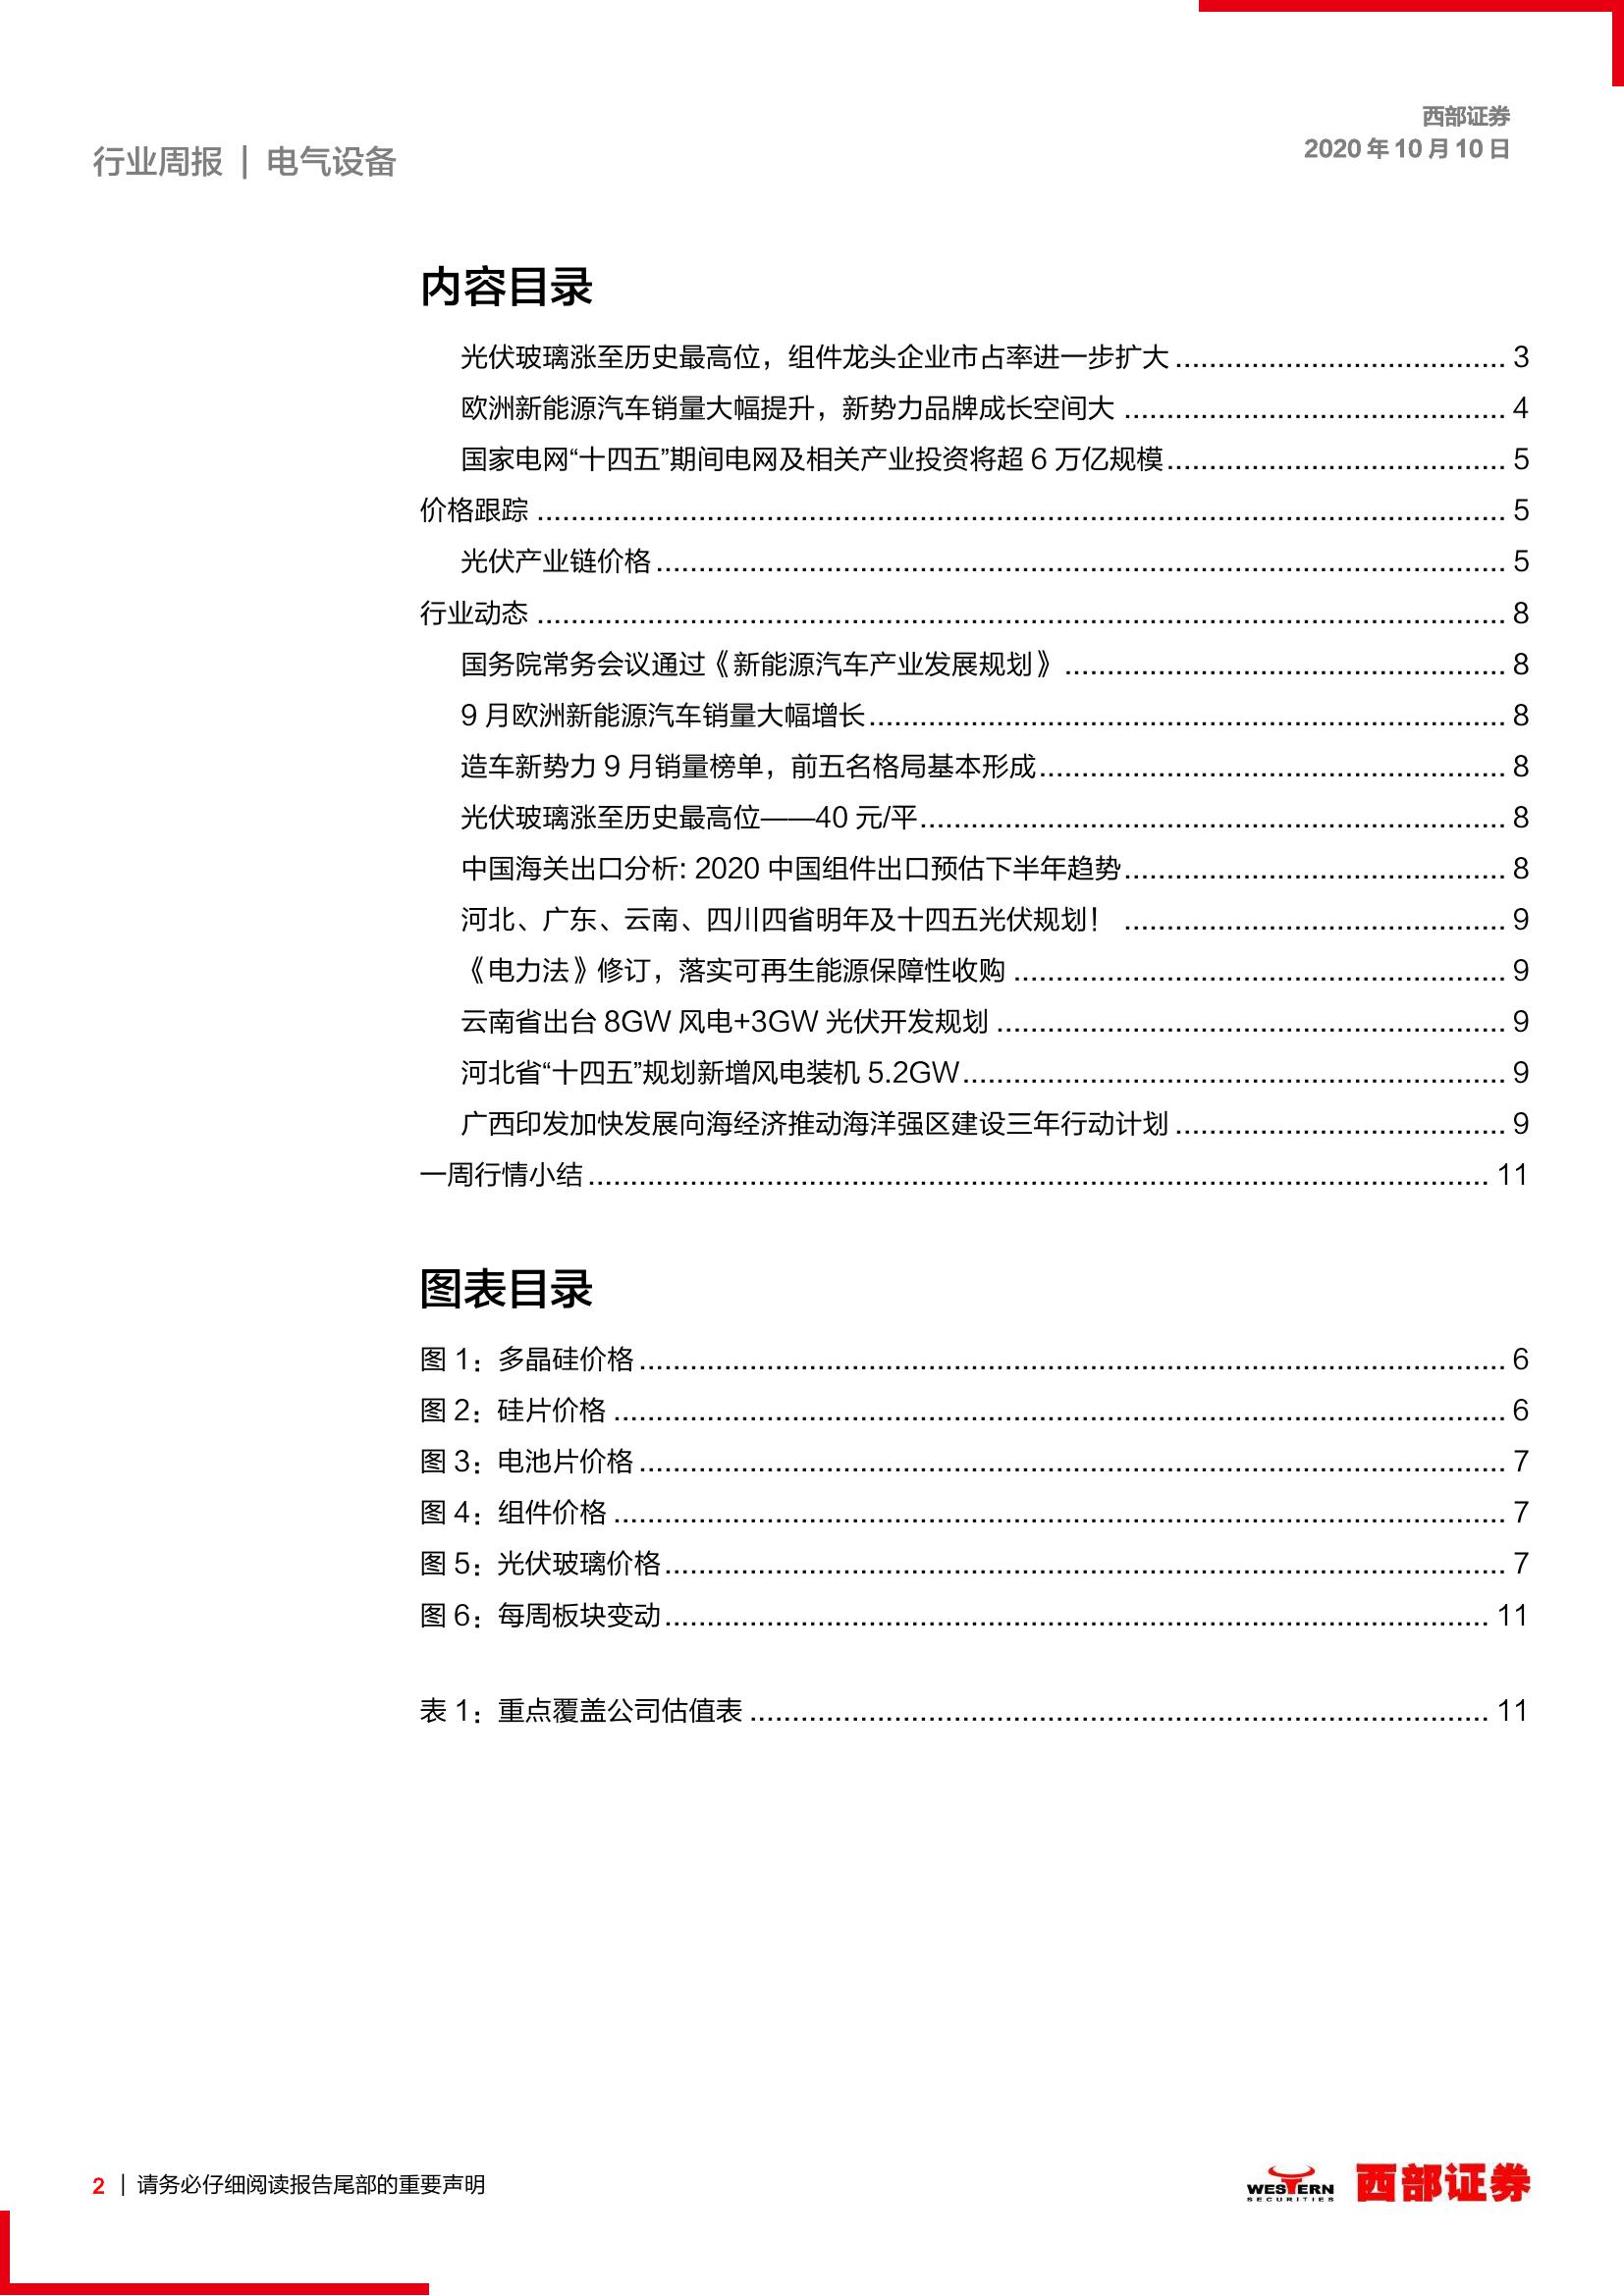 西部证券
2020 年 10 月 10 日
行业周报 | 电气设备
内容目录
光伏玻璃涨至历史最高位，组件龙头企业市占率进一步扩大 ........................................ 3
欧洲新能源汽车销量大幅提升，新势力品牌成长空间大 .............................................. 4
国家电网“十四五”期间电网及相关产业投资将超 6 万亿规模 ......................................... 5
价格跟踪 .................................................................................................................... 5
光伏产业链价格 ...................................................................................................... 5
行业动态 .................................................................................................................... 8
国务院常务会议通过《新能源汽车产业发展规划》 ..................................................... 8
9 月欧洲新能源汽车销量大幅增长 ............................................................................ 8
造车新势力 9 月销量榜单，前五名格局基本形成 ........................................................ 8
光伏玻璃涨至历史最高位——40 元/平 ...................................................................... 8
中国海关出口分析: 2020 中国组件出口预估下半年趋势 .............................................. 8
河北、广东、云南、四川四省明年及十四五光伏规划！ .............................................. 9
《电力法》修订，落实可再生能源保障性收购 ........................................................... 9
云南省出台 8GW 风电+3GW 光伏开发规划 ............................................................. 9
河北省“十四五”规划新增风电装机 5.2GW ................................................................. 9
广西印发加快发展向海经济推动海洋强区建设三年行动计划 ........................................ 9
一周行情小结 ............................................................................................................ 11
图表目录
图 1：多晶硅价格 ....................................................................................................... 6
图 2：硅片价格 .......................................................................................................... 6
图 3：电池片价格 ....................................................................................................... 7
图 4：组件价格 .......................................................................................................... 7
图 5：光伏玻璃价格 .................................................................................................... 7
图 6：每周板块变动 ................................................................................................... 11
表 1：重点覆盖公司估值表 ......................................................................................... 11
2 | 请务必仔细阅读报告尾部的重要声明
WESTERN
SECURITIES
西部证券